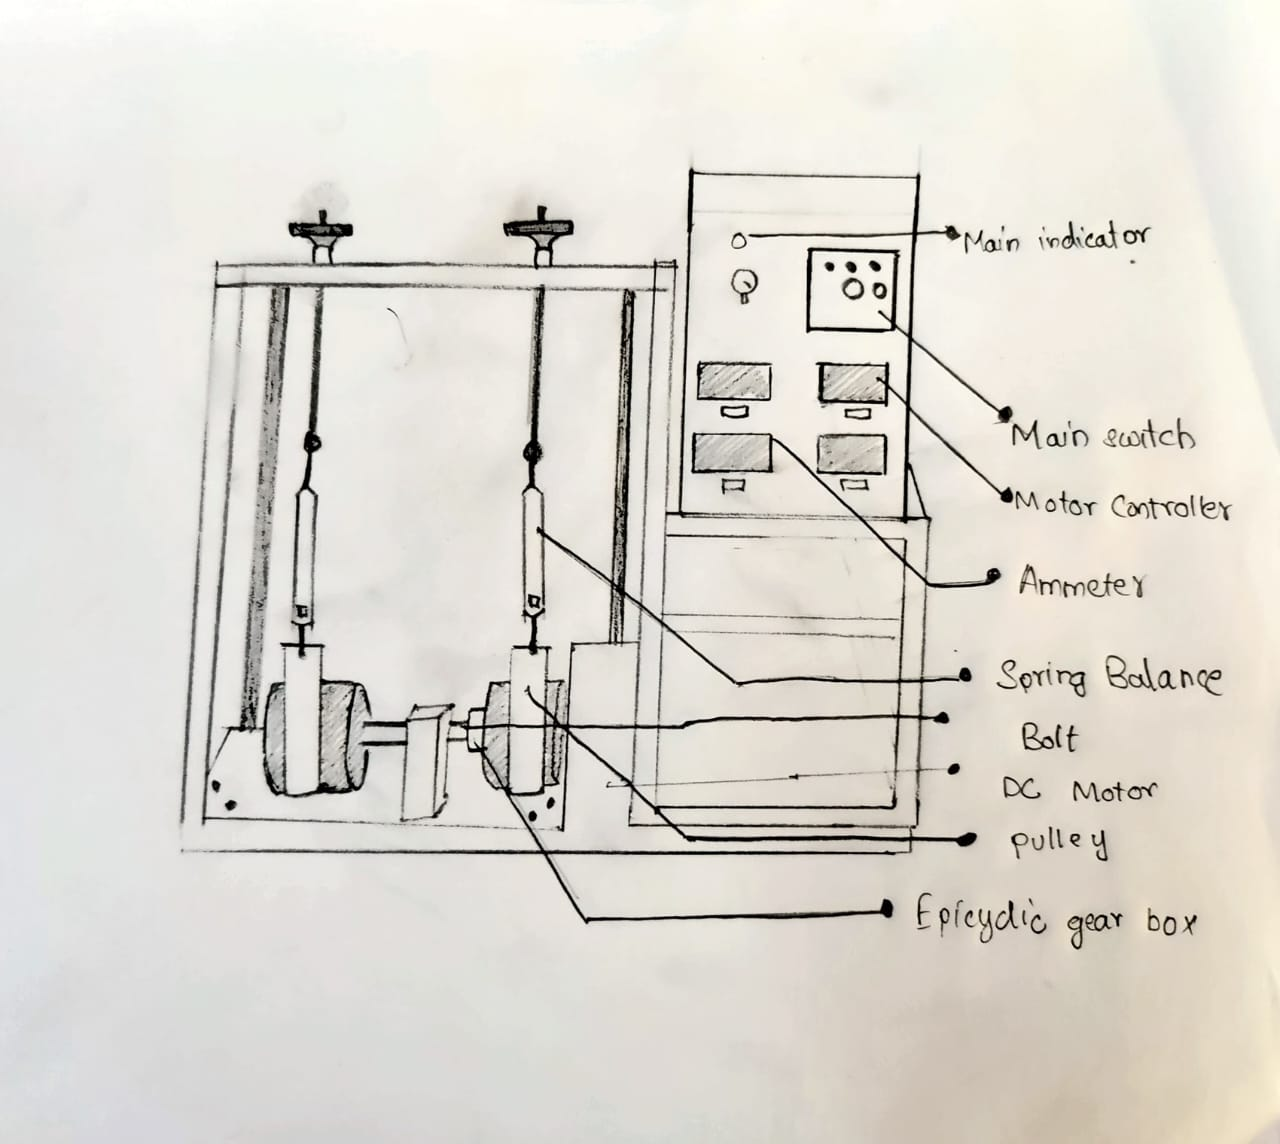 Main indicator
Main switch
Motor Controller
Ammeter
Spring Balance
Bolt
DC Motor
pulley
Epicyclic gear box